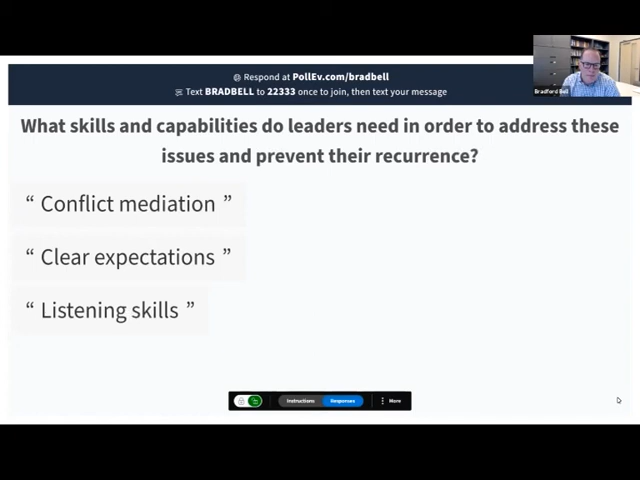 Respond at PollEv.com/bradbell
Text BRADBELL to 22333 once to join, then text your message
Bradford Bell
What skills and capabilities do leaders need in order to address these
issues and prevent their recurrence?
“ Conflict mediation ”
“ Clear expectations ”
“ Listening skills ”
Instructions Responses More